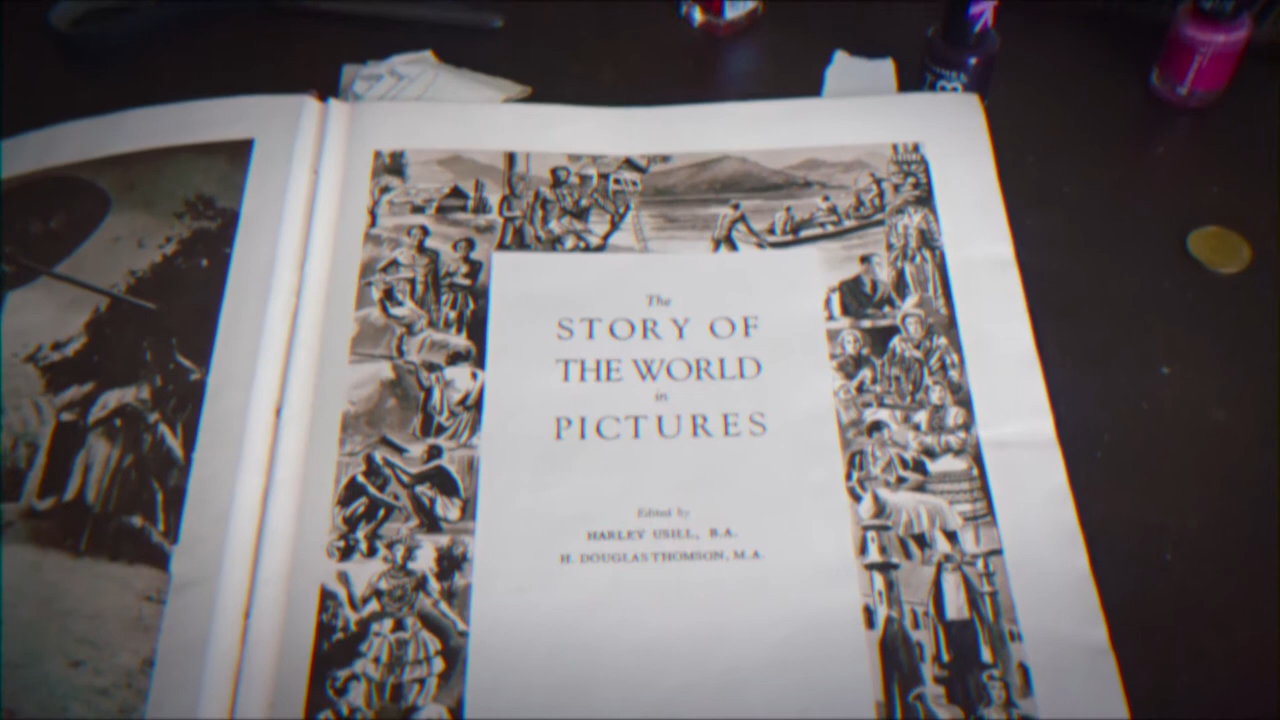 The
STORY OF
THE WORLD
in
PICTURES
Edited by
HARLEY USILL, B.A.
H. DOUGLAS THOMSON, M.A.